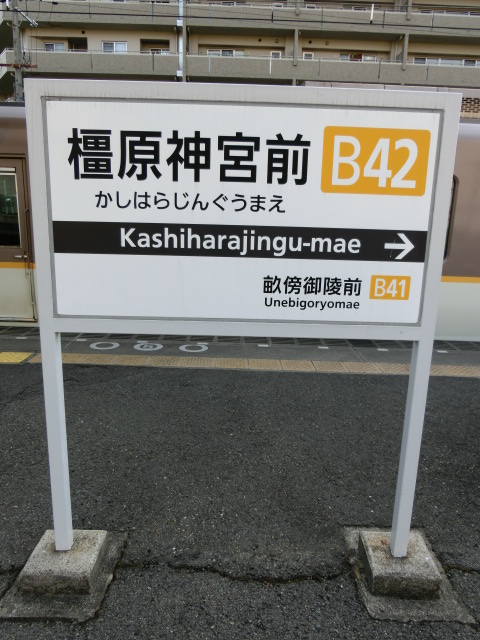 橿原神宮前 B42
かしはらじんぐうまえ
Kashiharajingu-mae →
畝傍御陵前 B41
Unebigoryomae